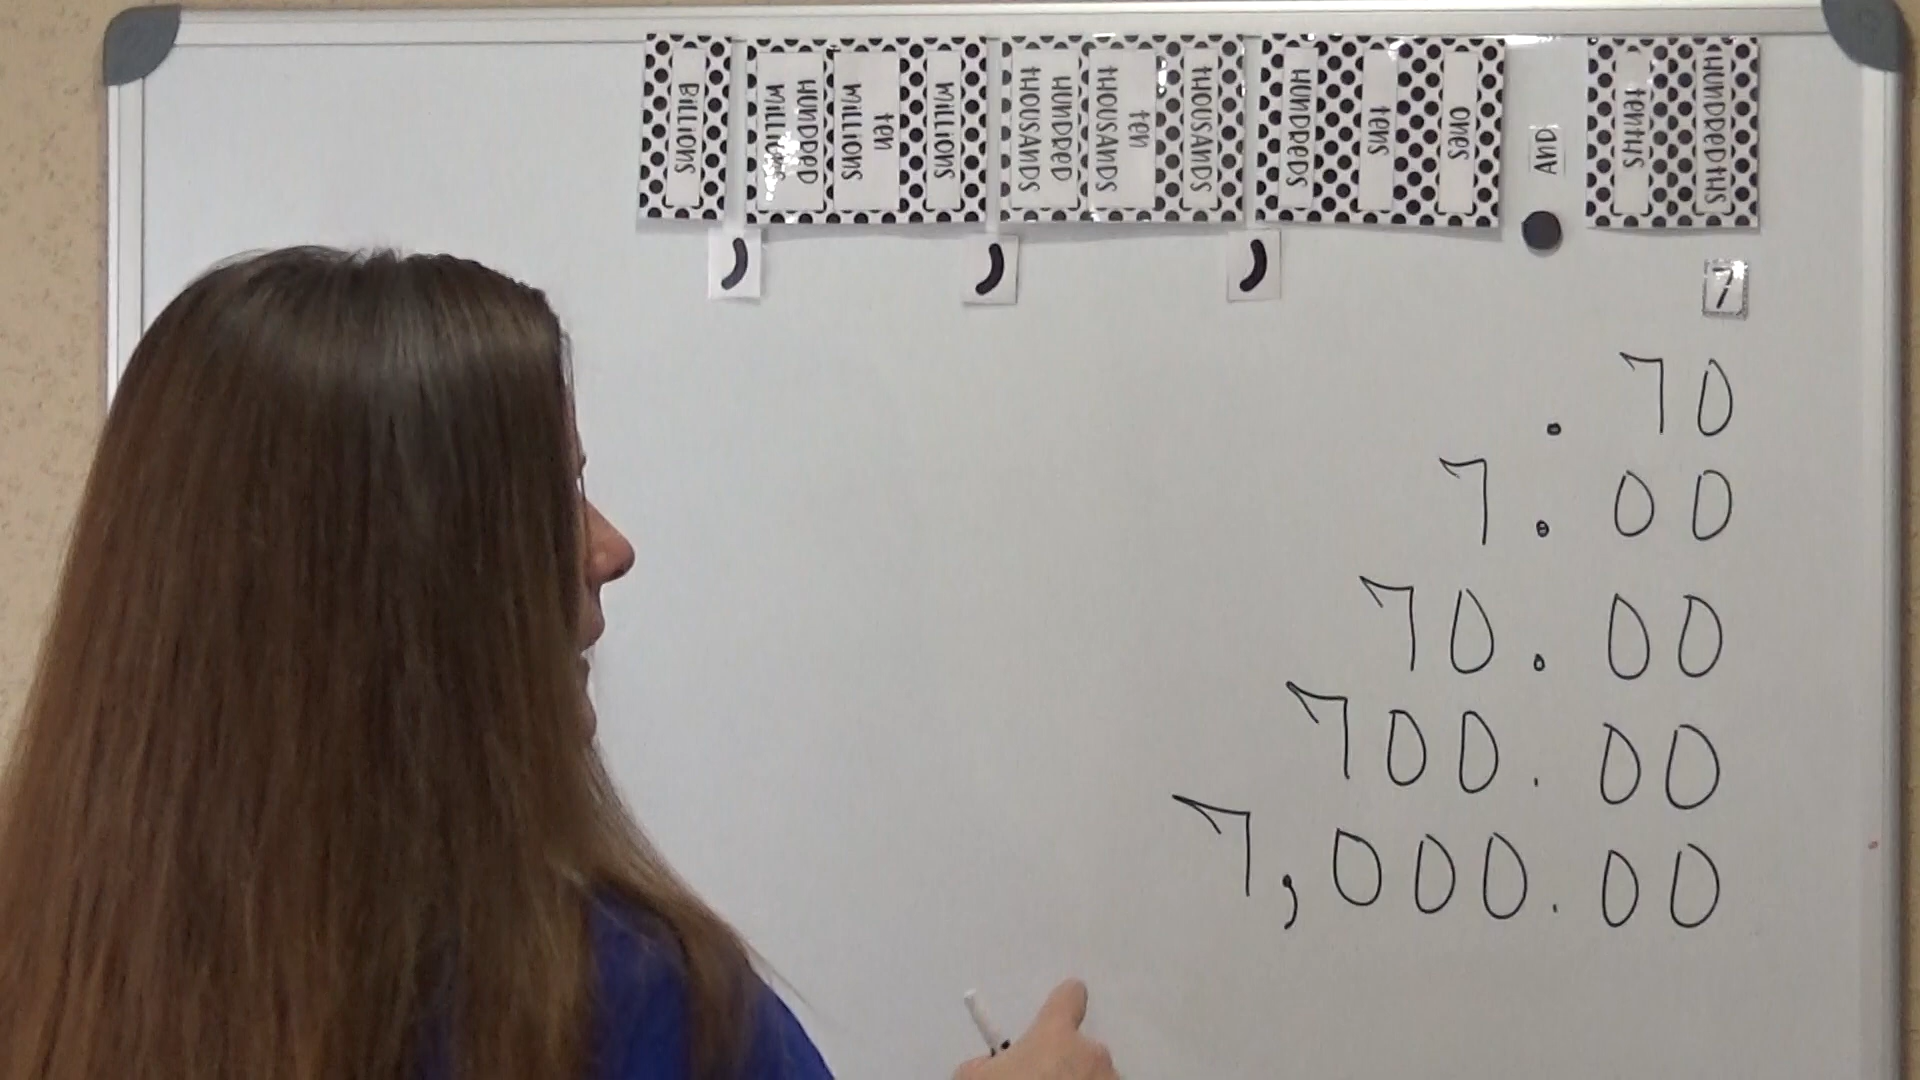 BILLIONS
HUNDRED MILLIONS
ten MILLIONS
MILLIONS
HUNDRED THOUSANDS
ten THOUSANDS
THOUSANDS
HUNDREDS
tens
ones
AND
tenths
HUNDREDTHS
, , ,
7
. 70
7. 00
70. 00
700. 00
7,000. 00